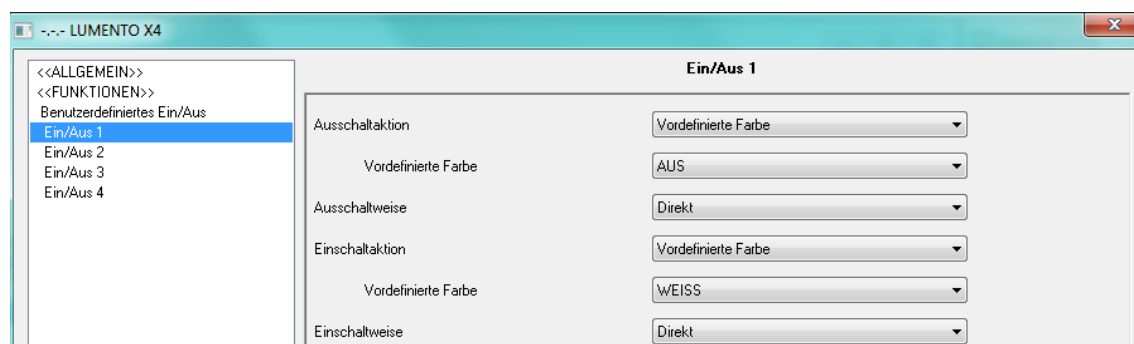 -.-.- LUMENTO X4
<<ALLGEMEIN>>
<<FUNKTIONEN>>
Benutzerdefiniertes Ein/Aus
Ein/Aus 1
Ein/Aus 2
Ein/Aus 3
Ein/Aus 4
Ein/Aus 1
Ausschaltaktion Vordefinierte Farbe
Vordefinierte Farbe AUS
Ausschaltweise Direkt
Einschaltaktion Vordefinierte Farbe
Vordefinierte Farbe WEISS
Einschaltweise Direkt